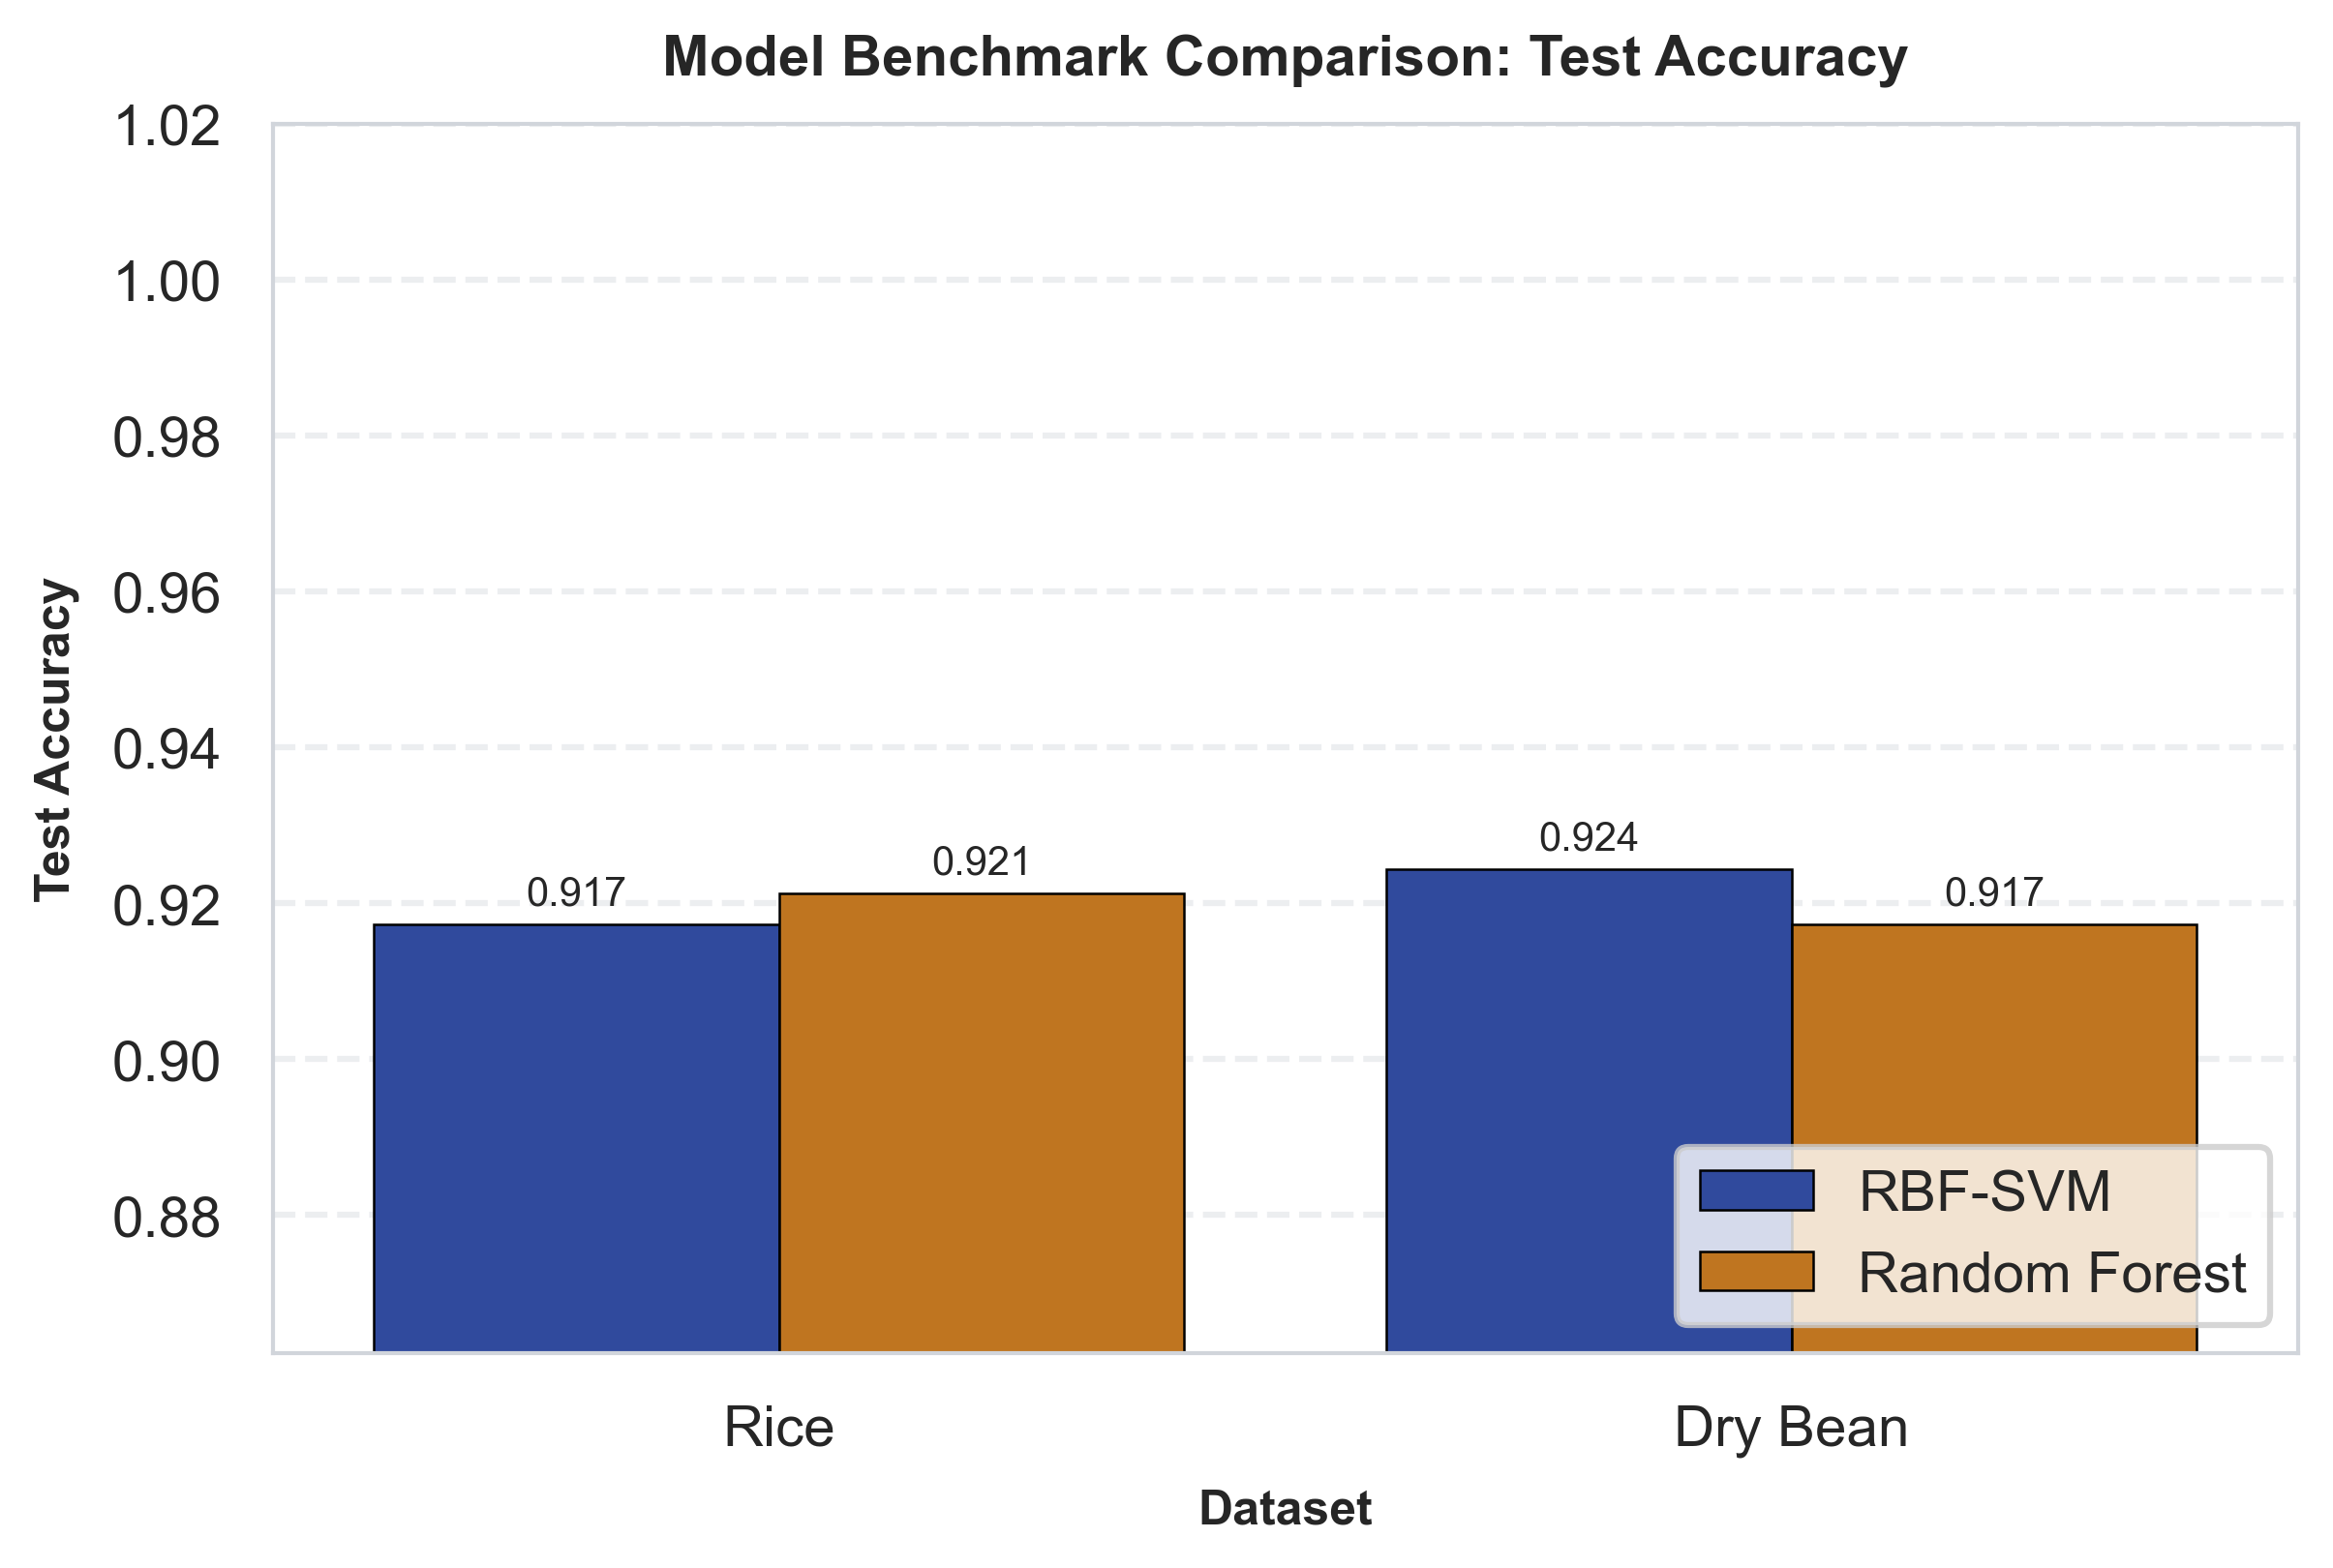 Model Benchmark Comparison: Test Accuracy
1.02
1.00
0.98
0.96
0.94
0.92
0.90
0.88
Test Accuracy
0.917
0.921
0.924
0.917
RBF-SVM
Random Forest
Rice
Dry Bean
Dataset